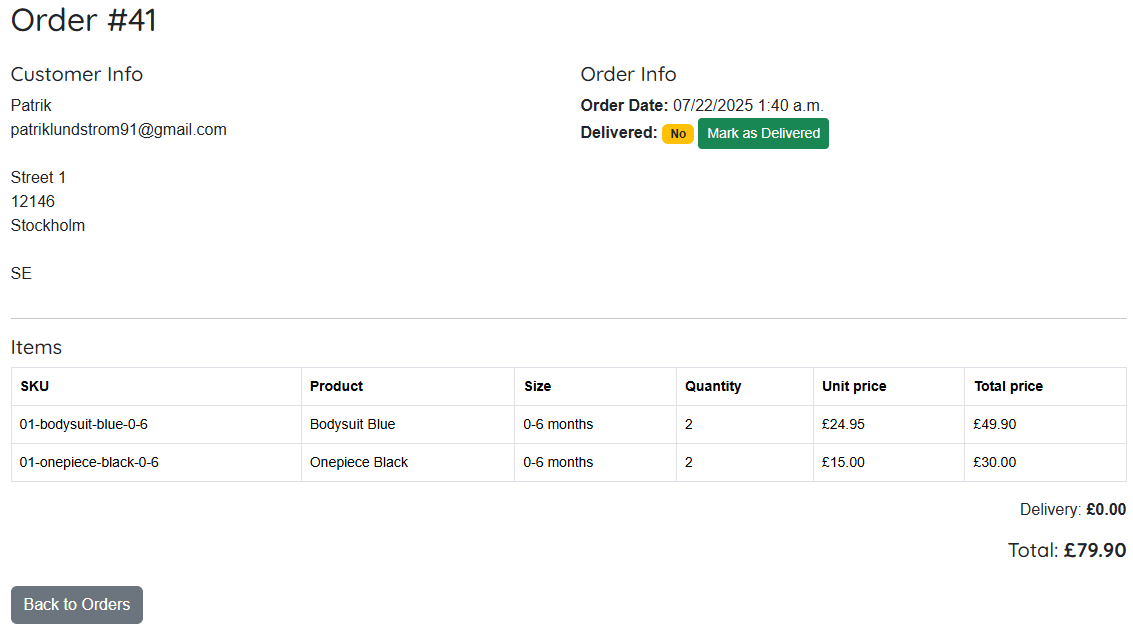 Order #41
Customer Info
Patrik
patriklundstrom91@gmail.com
Street 1
12146
Stockholm
SE
Order Info
Order Date: 07/22/2025 1:40 a.m.
Delivered: No Mark as Delivered
Items
SKU Product Size Quantity Unit price Total price
01-bodysuit-blue-0-6 Bodysuit Blue 0-6 months 2 £24.95 £49.90
01-onepiece-black-0-6 Onepiece Black 0-6 months 2 £15.00 £30.00
Delivery: £0.00
Total: £79.90
Back to Orders